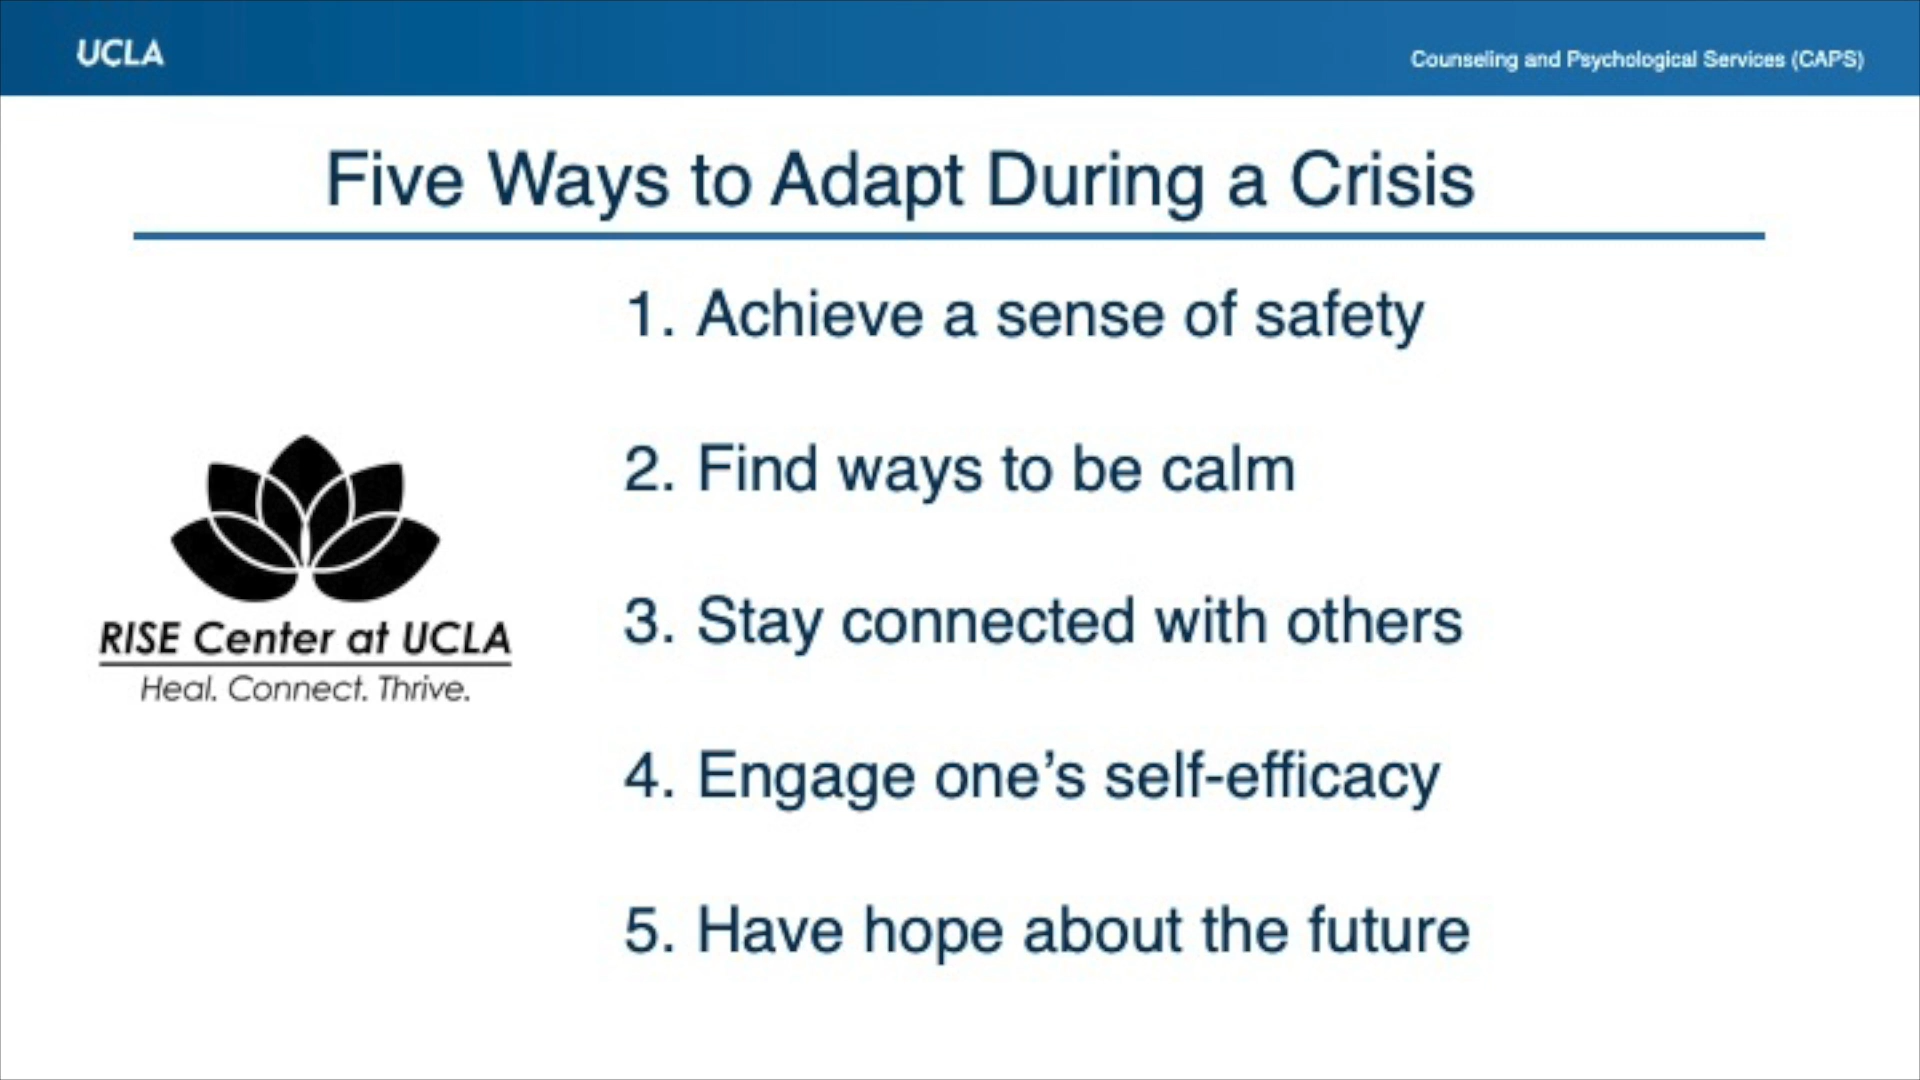 UCLA
Counseling and Psychological Services (CAPS)
Five Ways to Adapt During a Crisis
1. Achieve a sense of safety
2. Find ways to be calm
3. Stay connected with others
4. Engage one’s self-efficacy
5. Have hope about the future
RISE Center at UCLA
Heal. Connect. Thrive.